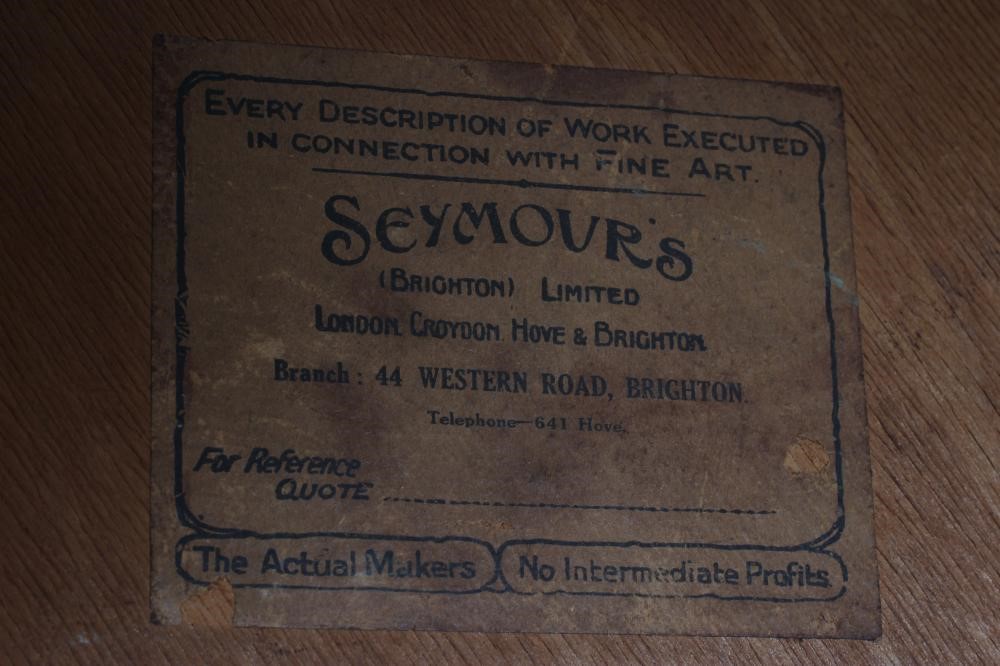 EVERY DESCRIPTION OF WORK EXECUTED
IN CONNECTION WITH FINE ART.
SEYMOUR'S
(BRIGHTON) LIMITED
LONDON. CROYDON. HOVE & BRIGHTON.
Branch : 44 WESTERN ROAD, BRIGHTON.
Telephone—641 Hove.
For Reference
QUOTE
The Actual Makers
No Intermediate Profits.